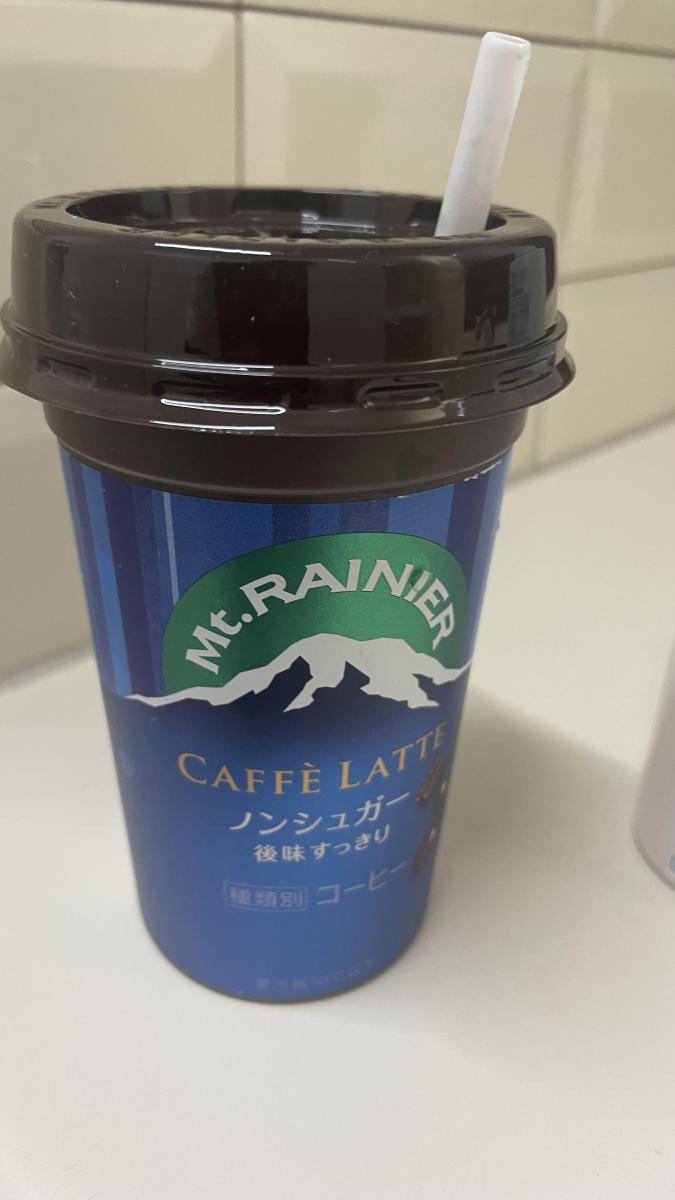 Mt. RAINIER
CAFFÈ LATTE
ノンシュガー
後味すっきり
種類別 コーヒー